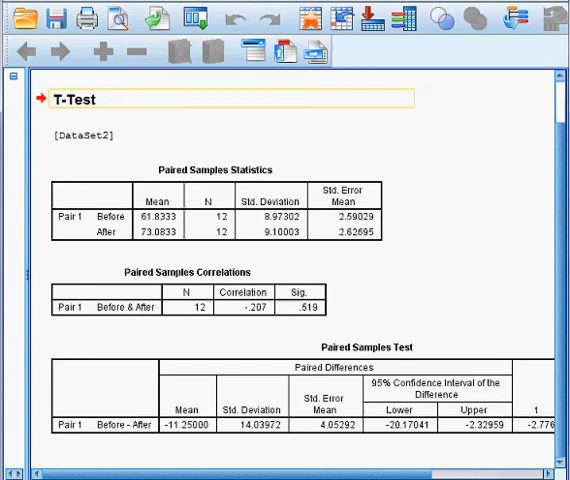 T-Test
[DataSet2]
Paired Samples Statistics
Mean N Std. Deviation Std. Error Mean
Pair 1 Before 61.8333 12 8.97302 2.59029
After 73.0833 12 9.10003 2.62695
Paired Samples Correlations
N Correlation Sig.
Pair 1 Before & After 12 -.207 .519
Paired Samples Test
Paired Differences
95% Confidence Interval of the Difference
Mean Std. Deviation Std. Error Mean Lower Upper t
Pair 1 Before - After -11.25000 14.03972 4.05292 -20.17041 -2.32959 -2.776